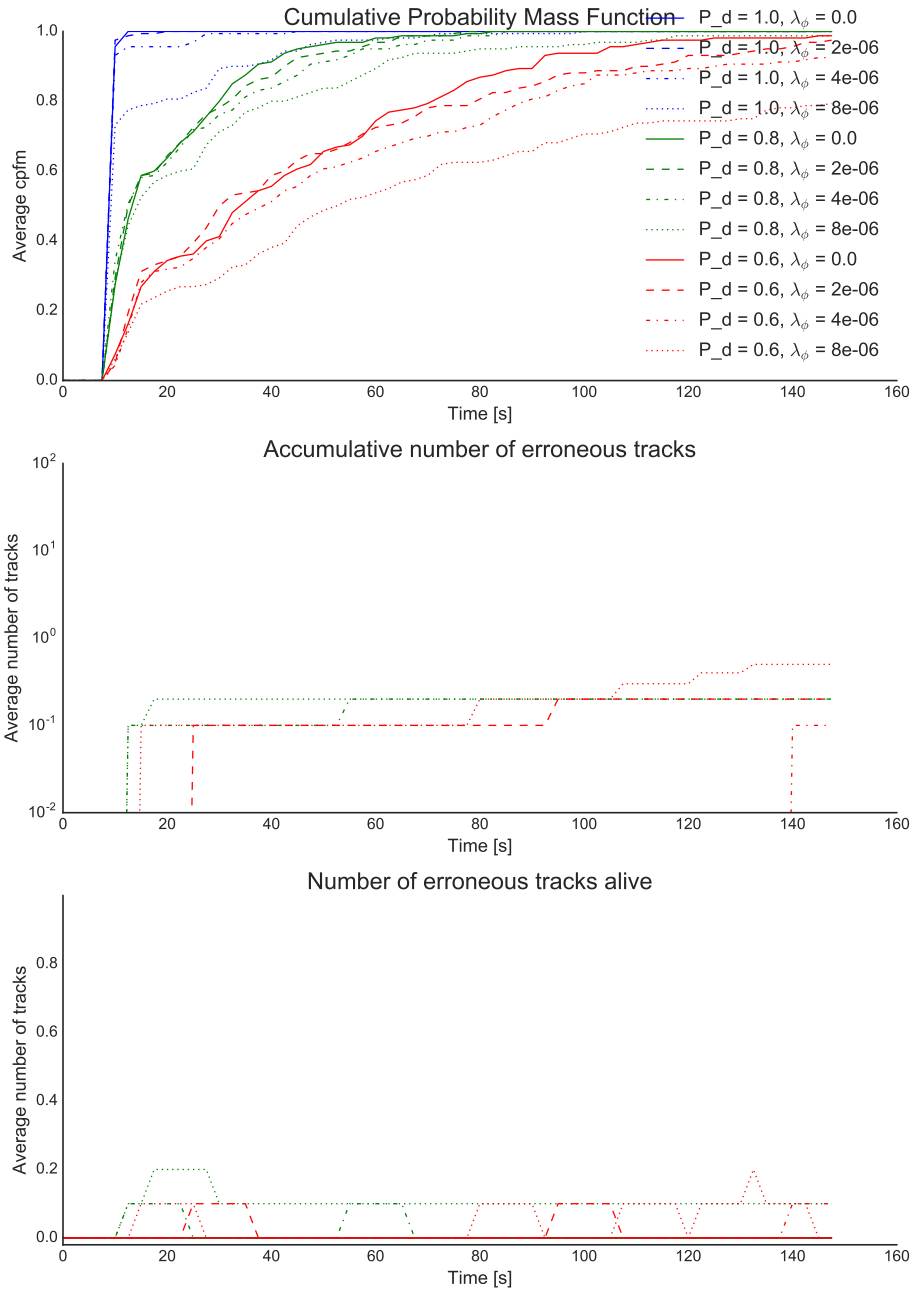 Cumulative Probability Mass Function
P_d = 1.0, λ_ϕ = 0.0
P_d = 1.0, λ_ϕ = 2e-06
P_d = 1.0, λ_ϕ = 4e-06
P_d = 1.0, λ_ϕ = 8e-06
P_d = 0.8, λ_ϕ = 0.0
P_d = 0.8, λ_ϕ = 2e-06
P_d = 0.8, λ_ϕ = 4e-06
P_d = 0.8, λ_ϕ = 8e-06
P_d = 0.6, λ_ϕ = 0.0
P_d = 0.6, λ_ϕ = 2e-06
P_d = 0.6, λ_ϕ = 4e-06
P_d = 0.6, λ_ϕ = 8e-06
Average cpfm
1.0
0.8
0.6
0.4
0.2
0.0
0 20 40 60 80 100 120 140 160
Time [s]
Accumulative number of erroneous tracks
Average number of tracks
10^2
10^1
10^0
10^-1
10^-2
0 20 40 60 80 100 120 140 160
Time [s]
Number of erroneous tracks alive
Average number of tracks
0.8
0.6
0.4
0.2
0.0
0 20 40 60 80 100 120 140 160
Time [s]